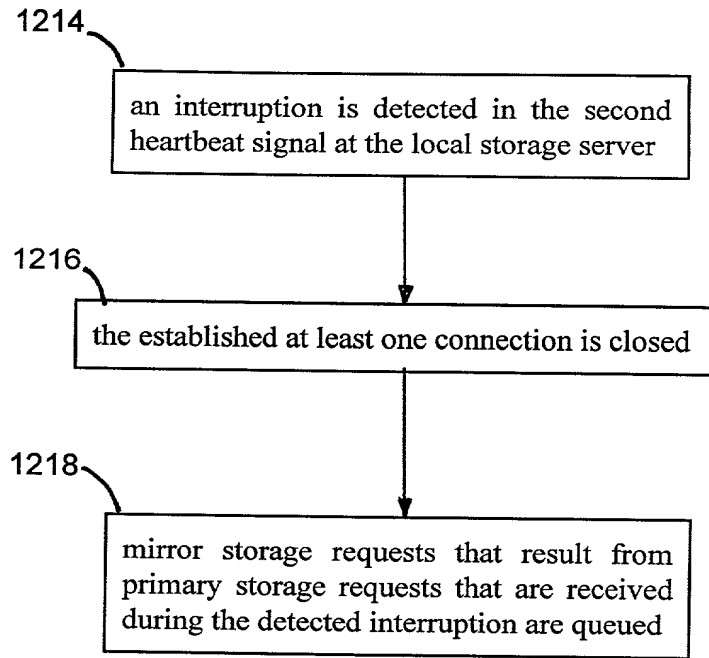 1214
an interruption is detected in the second
heartbeat signal at the local storage server
1216
the established at least one connection is closed
1218
mirror storage requests that result from
primary storage requests that are received
during the detected interruption are queued